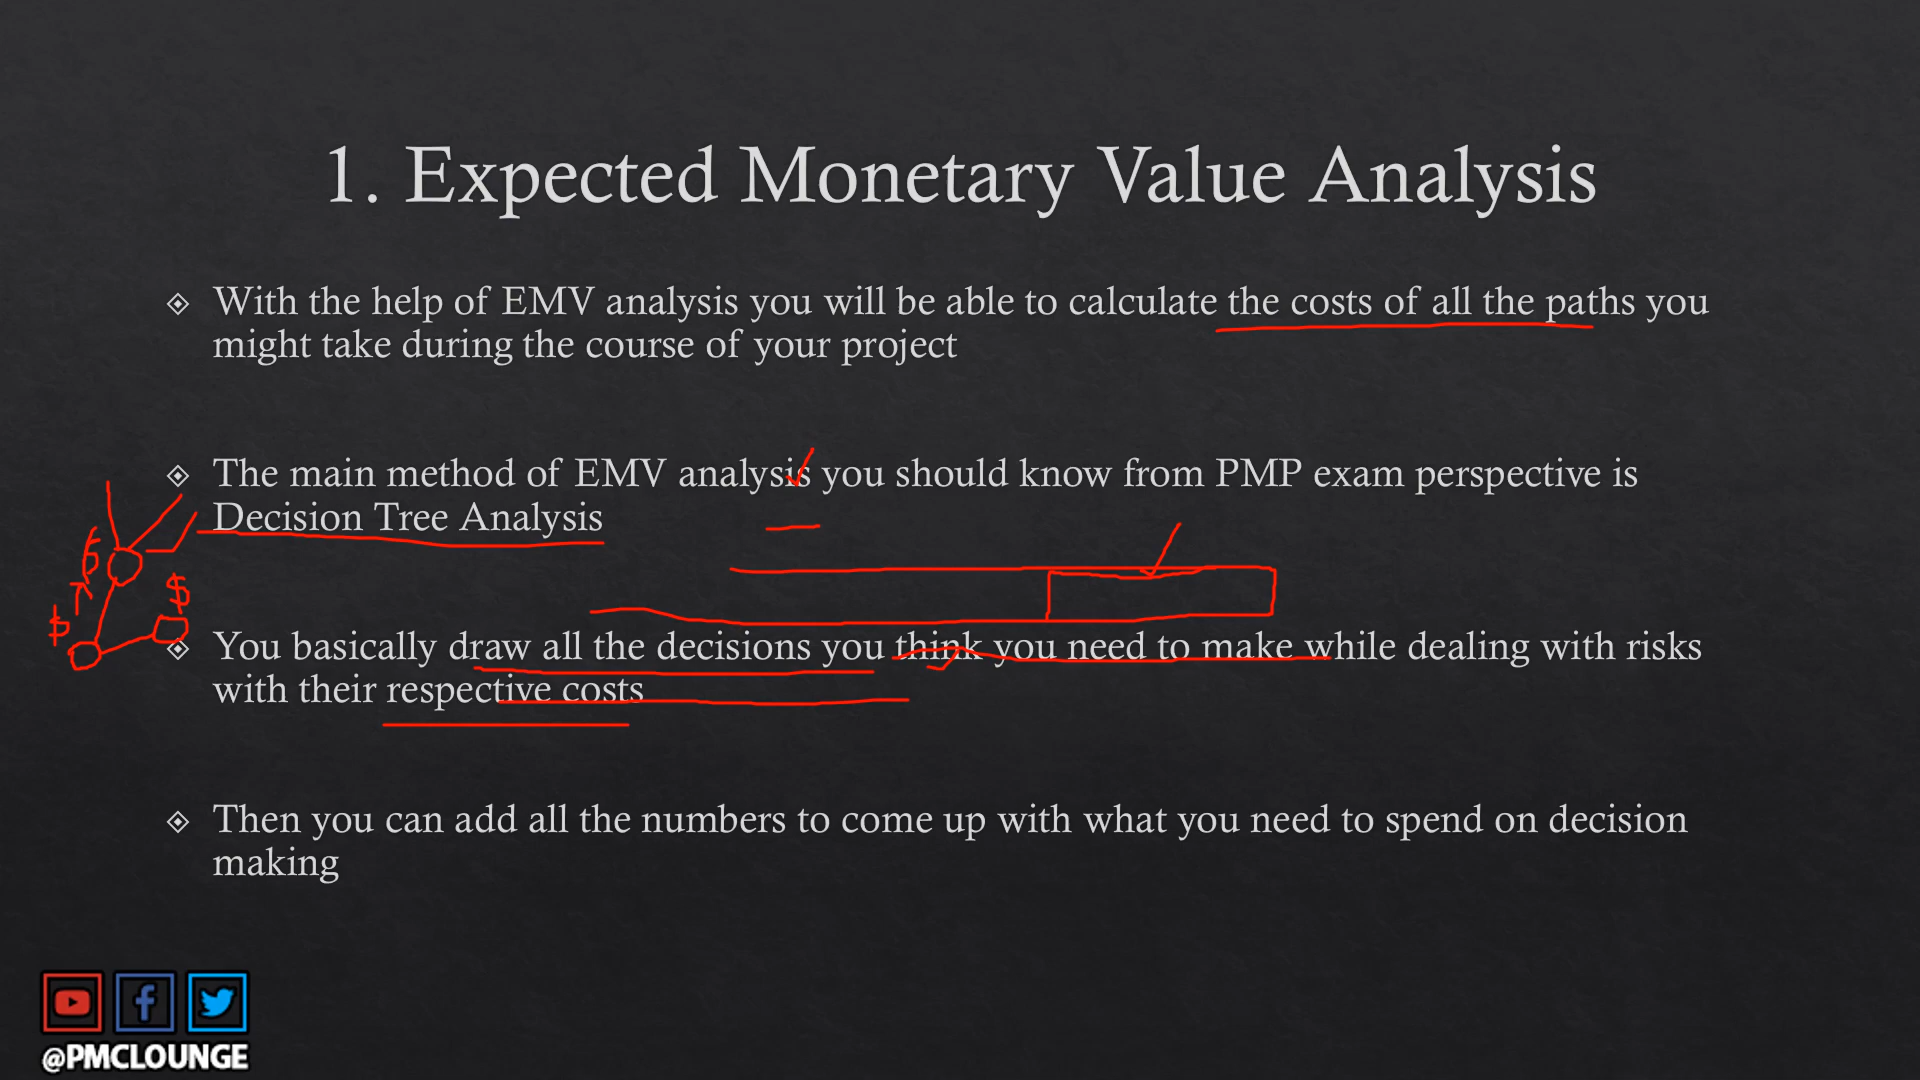 1. Expected Monetary Value Analysis
With the help of EMV analysis you will be able to calculate the costs of all the paths you
might take during the course of your project
The main method of EMV analysis you should know from PMP exam perspective is
Decision Tree Analysis
$
$
You basically draw all the decisions you think you need to make while dealing with risks
with their respective costs
Then you can add all the numbers to come up with what you need to spend on decision
making
@PMCLOUNGE